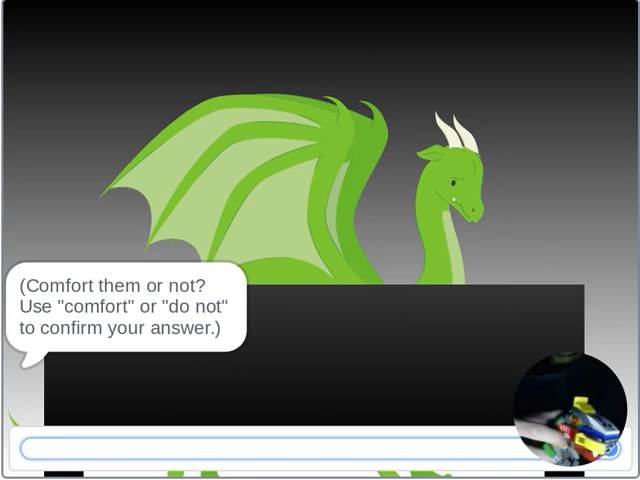 (Comfort them or not?
Use "comfort" or "do not"
to confirm your answer.)